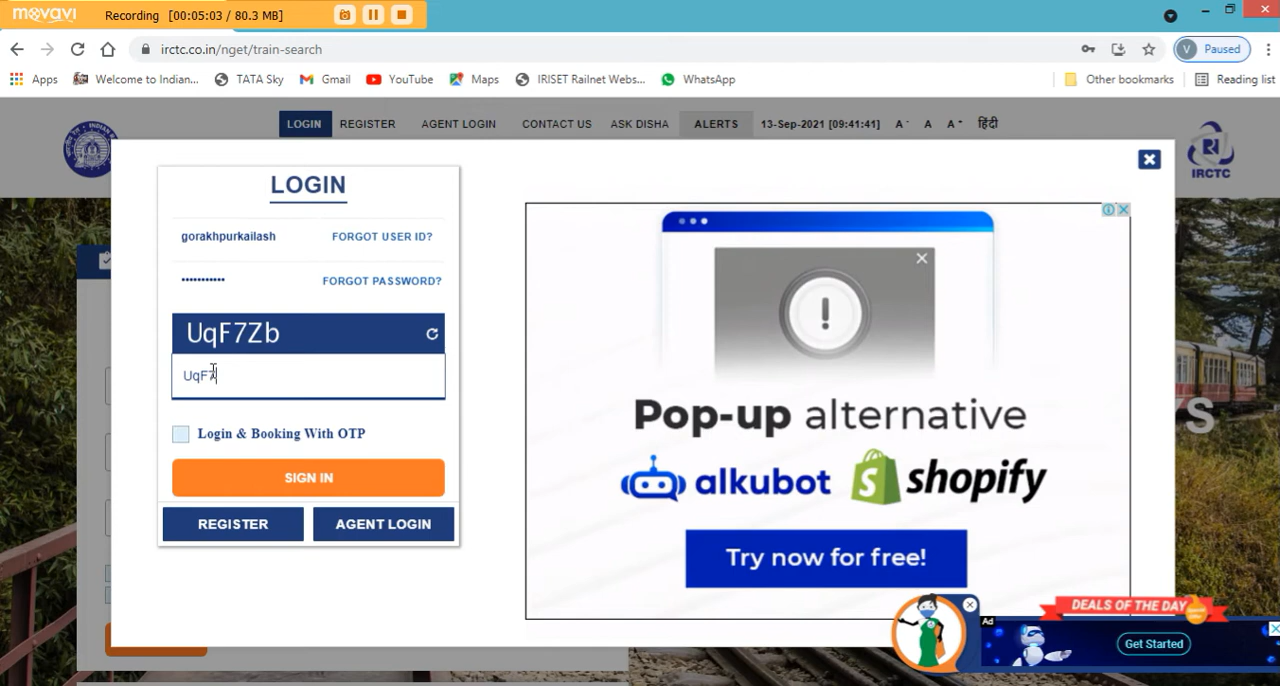 movavi Recording [00:05:03 / 80.3 MB]
irctc.co.in/nget/train-search
V Paused
Apps Welcome to Indian... TATA Sky Gmail YouTube Maps IRISET Railnet Webs... WhatsApp Other bookmarks Reading list
LOGIN REGISTER AGENT LOGIN CONTACT US ASK DISHA ALERTS 13-Sep-2021 [09:41:41] A- A A+ हिंदी
IRCTC
LOGIN
gorakhpurkailash FORGOT USER ID?
••••••••••• FORGOT PASSWORD?
UqF7Zb
UqF7
Login & Booking With OTP
SIGN IN
REGISTER AGENT LOGIN
Pop-up alternative
alkubot shopify
Try now for free!
DEALS OF THE DAY
Ad
Get Started